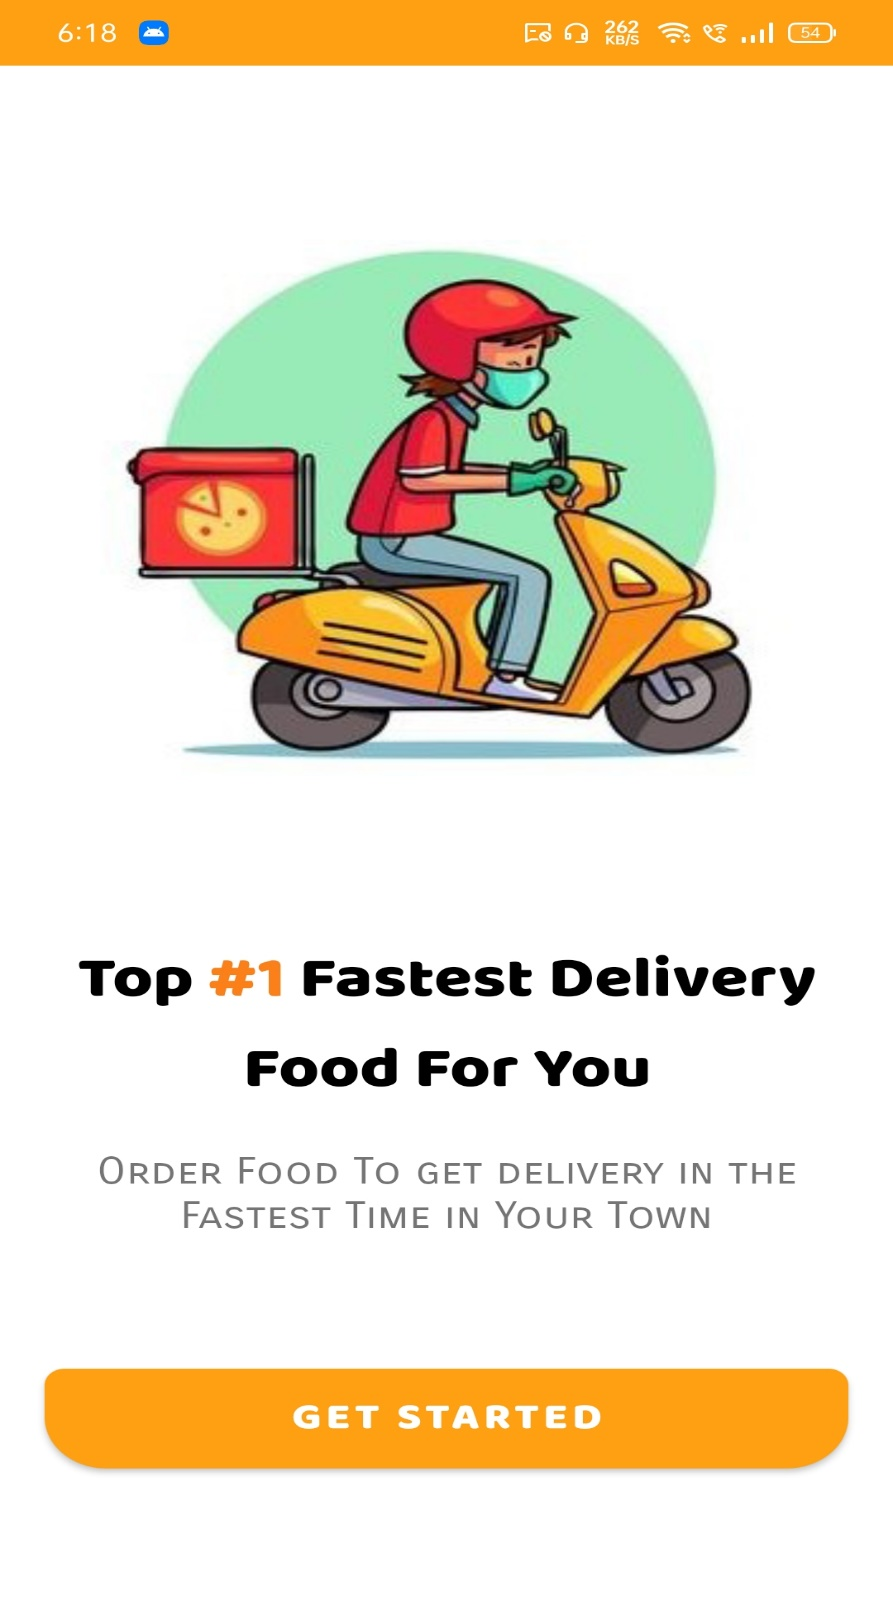 6:18 262 KB/S 54
Top #1 Fastest Delivery
Food For You
Order Food To get delivery in the
Fastest Time in Your Town
GET STARTED